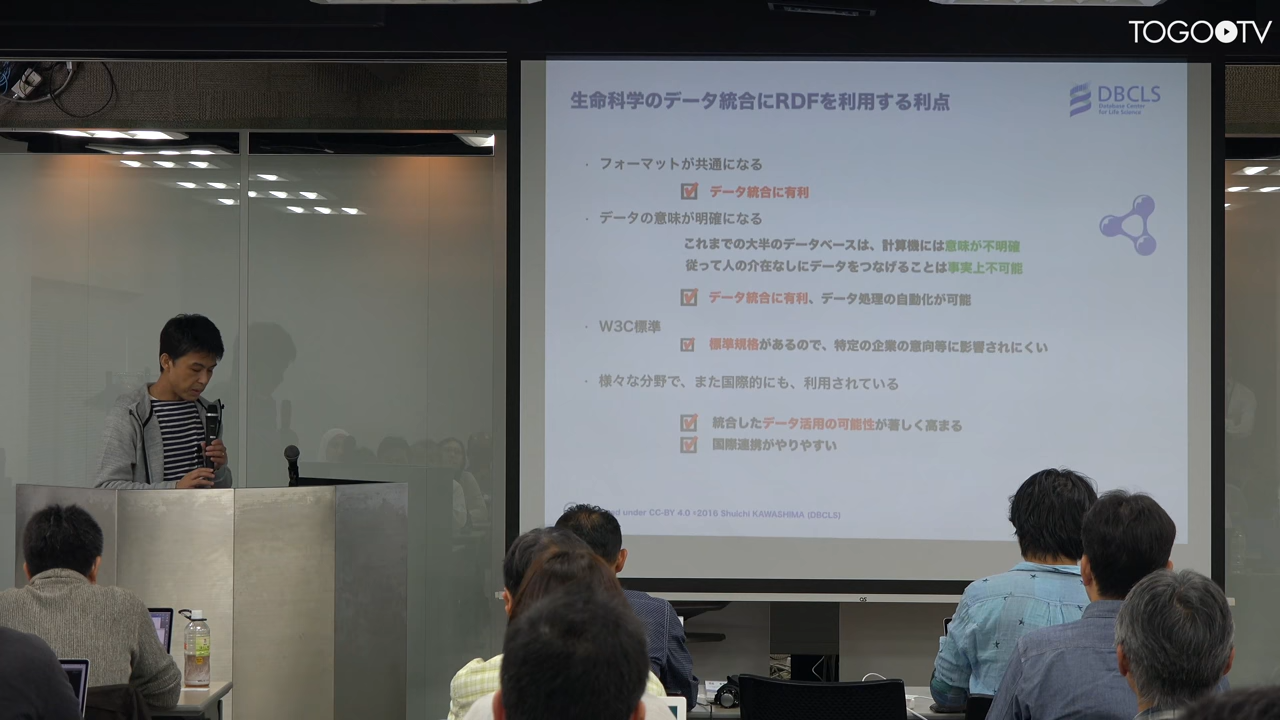 TOGO TV
生命科学のデータ統合にRDFを利用する利点
DBCLS
Database Center
for Life Science
・ フォーマットが共通になる
データ統合に有利
・ データの意味が明確になる
これまでの大半のデータベースは、計算機には意味が不明確
従って人の介在なしにデータをつなげることは事実上不可能
データ統合に有利、データ処理の自動化が可能
・ W3C標準
標準規格があるので、特定の企業の意向等に影響されにくい
・ 様々な分野で、また国際的にも、利用されている
統合したデータ活用の可能性が著しく高まる
国際連携がやりやすい
under CC-BY 4.0 ©2016 Shuichi KAWASHIMA (DBCLS)